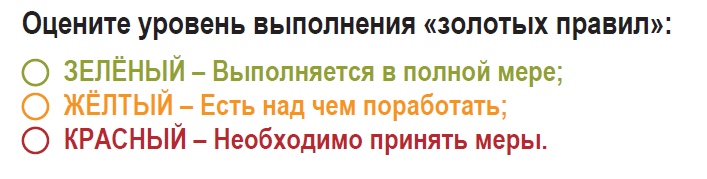 Оцените уровень выполнения «золотых правил»:
ЗЕЛЁНЫЙ – Выполняется в полной мере;
ЖЁЛТЫЙ – Есть над чем поработать;
КРАСНЫЙ – Необходимо принять меры.